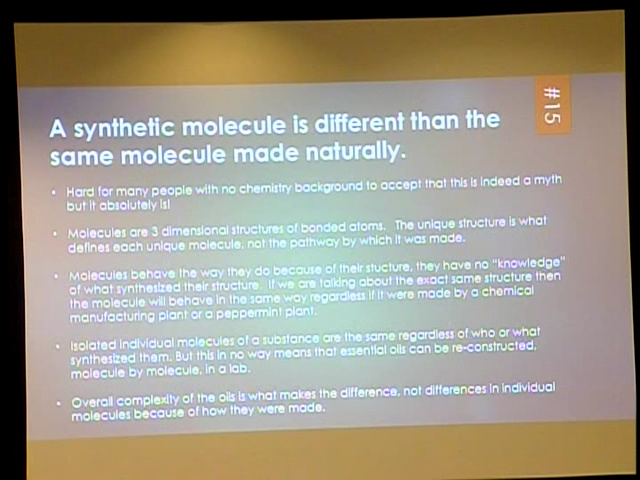 #15
A synthetic molecule is different than the
same molecule made naturally.
• Hard for many people with no chemistry background to accept that this is indeed a myth
but it absolutely is!
• Molecules are 3 dimensional structures of bonded atoms. The unique structure is what
defines each unique molecule, not the pathway by which it was made.
• Molecules behave the way they do because of their stucture, they have no "knowledge"
of what synthesized their structure. If we are talking about the exact same structure then
the molecule will behave in the same way regardless if it were made by a chemical
manufacturing plant or a peppermint plant.
• Isolated individual molecules of a substance are the same regardless of who or what
synthesized them. But this in no way means that essential oils can be re-constructed,
molecule by molecule, in a lab.
• Overall complexity of the oils is what makes the difference, not differences in individual
molecules because of how they were made.